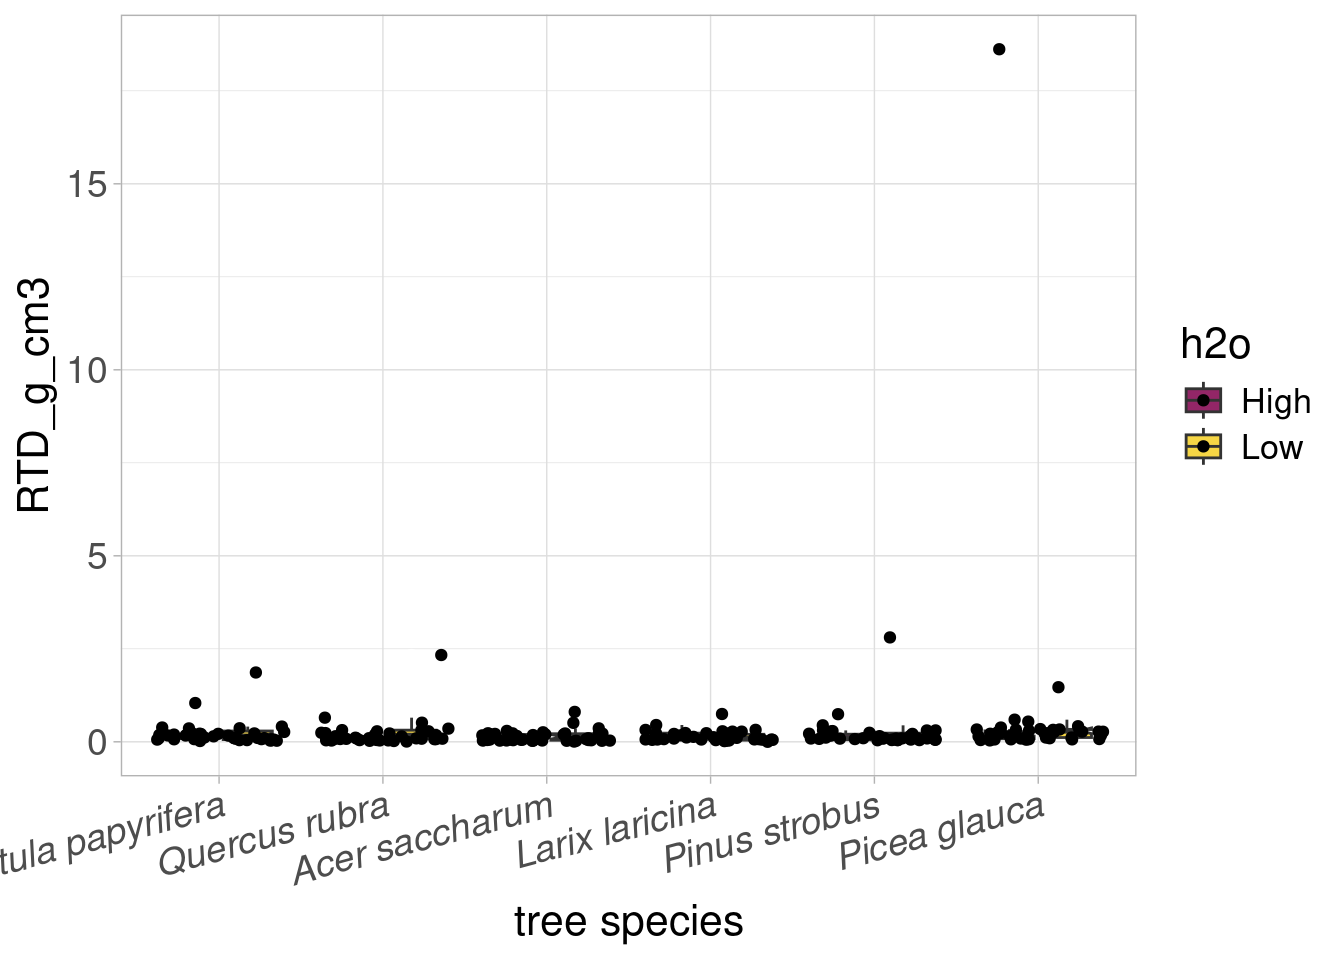 RTD_g_cm3
15
10
5
0
tula papyrifera
Quercus rubra
Acer saccharum
Larix laricina
Pinus strobus
Picea glauca
tree species
h2o
High
Low